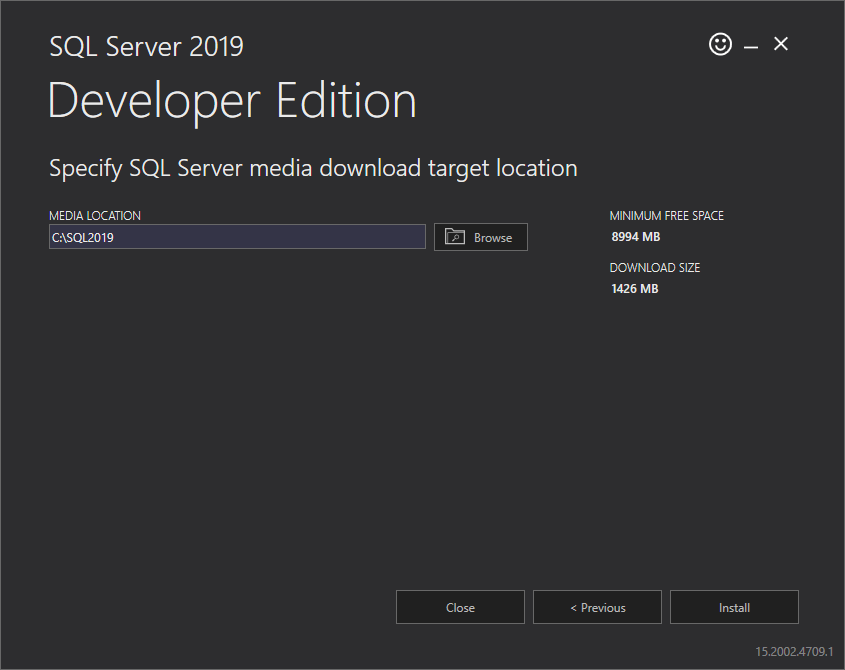 SQL Server 2019
Developer Edition
Specify SQL Server media download target location
MEDIA LOCATION
C:\SQL2019
Browse
MINIMUM FREE SPACE
8994 MB
DOWNLOAD SIZE
1426 MB
Close
< Previous
Install
15.2002.4709.1